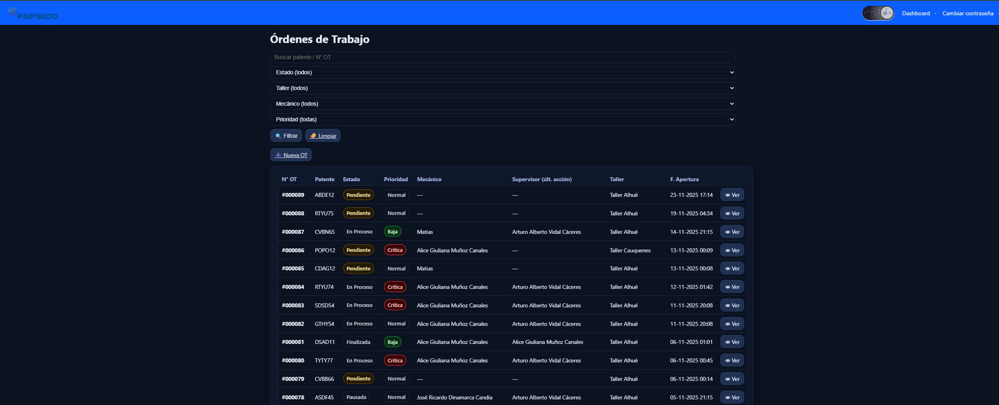 PEPSICO
Dashboard · Cambiar contraseña ·
Órdenes de Trabajo
Buscar patente / N° OT
Estado (todos)
Taller (todos)
Mecánico (todos)
Prioridad (todas)
Filtrar Limpiar
Nueva OT
N° OT Patente Estado Prioridad Mecánico Supervisor (últ. acción) Taller F. Apertura
#000089 ABDE12 Pendiente Normal — — Taller Alhué 23-11-2025 17:14 Ver
#000088 RTYU75 Pendiente Normal — — Taller Alhué 19-11-2025 04:34 Ver
#000087 CVBN65 En Proceso Baja Matias Arturo Alberto Vidal Cáceres Taller Alhué 14-11-2025 21:15 Ver
#000086 POPO12 Pendiente Crítica Alice Giuliana Muñoz Canales — Taller Cauquenes 13-11-2025 00:09 Ver
#000085 CDAG12 Pendiente Normal Matias — Taller Alhué 13-11-2025 00:08 Ver
#000084 RTYU74 En Proceso Crítica Alice Giuliana Muñoz Canales Arturo Alberto Vidal Cáceres Taller Alhué 12-11-2025 01:42 Ver
#000083 SDSD54 En Proceso Crítica Alice Giuliana Muñoz Canales Arturo Alberto Vidal Cáceres Taller Alhué 11-11-2025 20:08 Ver
#000082 GTHY54 En Proceso Normal Alice Giuliana Muñoz Canales Arturo Alberto Vidal Cáceres Taller Alhué 11-11-2025 20:08 Ver
#000081 DSAD11 Finalizada Baja Alice Giuliana Muñoz Canales Alice Giuliana Muñoz Canales Taller Alhué 06-11-2025 01:01 Ver
#000080 TYTY77 En Proceso Crítica Alice Giuliana Muñoz Canales Arturo Alberto Vidal Cáceres Taller Alhué 06-11-2025 00:45 Ver
#000079 CVBB66 Pendiente Normal — — Taller Alhué 06-11-2025 00:14 Ver
#000078 ASDF45 Pausada Normal José Ricardo Dinamarca Candia Arturo Alberto Vidal Cáceres Taller Alhué 05-11-2025 21:15 Ver